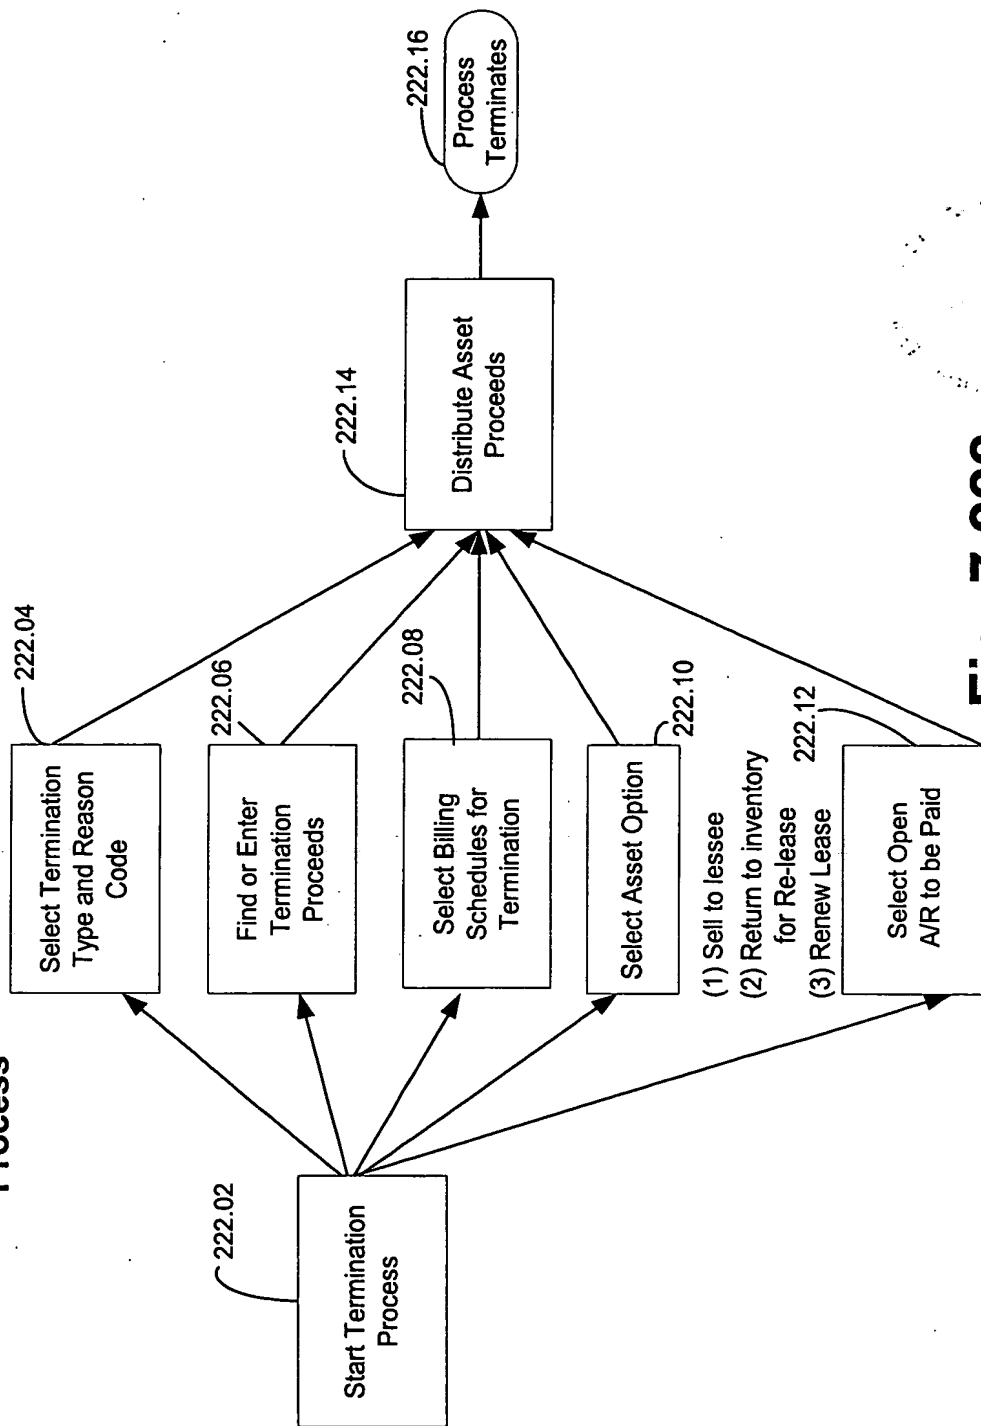 Process
222.02
Start Termination
Process
222.04
Select Termination
Type and Reason
Code
222.06
Find or Enter
Termination
Proceeds
222.08
Select Billing
Schedules for
Termination
222.10
Select Asset Option
(1) Sell to lessee
(2) Return to inventory
for Re-lease
(3) Renew Lease
222.12
Select Open
A/R to be Paid
222.14
Distribute Asset
Proceeds
222.16
Process
Terminates